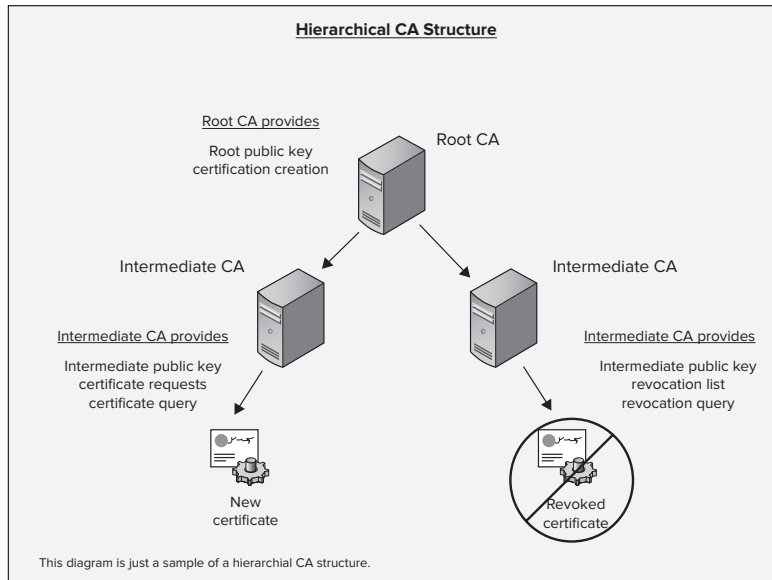 Hierarchical CA Structure
Root CA provides
Root public key
certification creation
Root CA
Intermediate CA
Intermediate CA
Intermediate CA provides
Intermediate public key
certificate requests
certificate query
Intermediate CA provides
Intermediate public key
revocation list
revocation query
New
certificate
Revoked
certificate
This diagram is just a sample of a hierarchial CA structure.